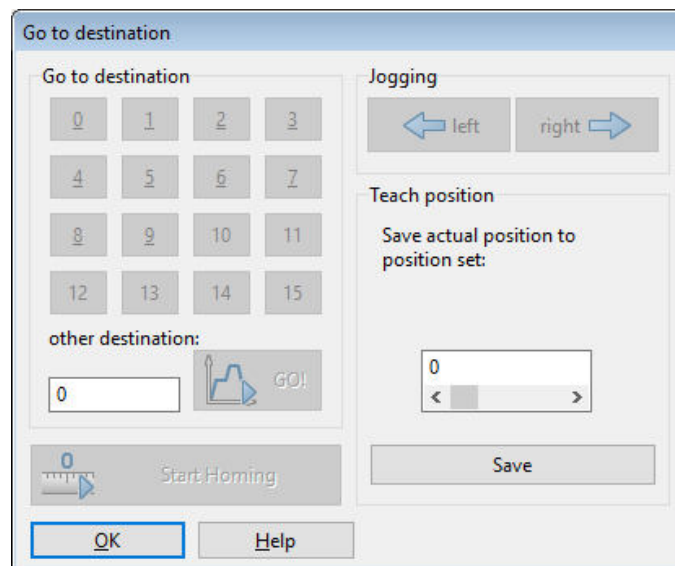 Go to destination
Go to destination
0 1 2 3
4 5 6 7
8 9 10 11
12 13 14 15
other destination:
0
GO!
0
Start Homing
OK
Help
Jogging
left
right
Teach position
Save actual position to
position set:
0
Save